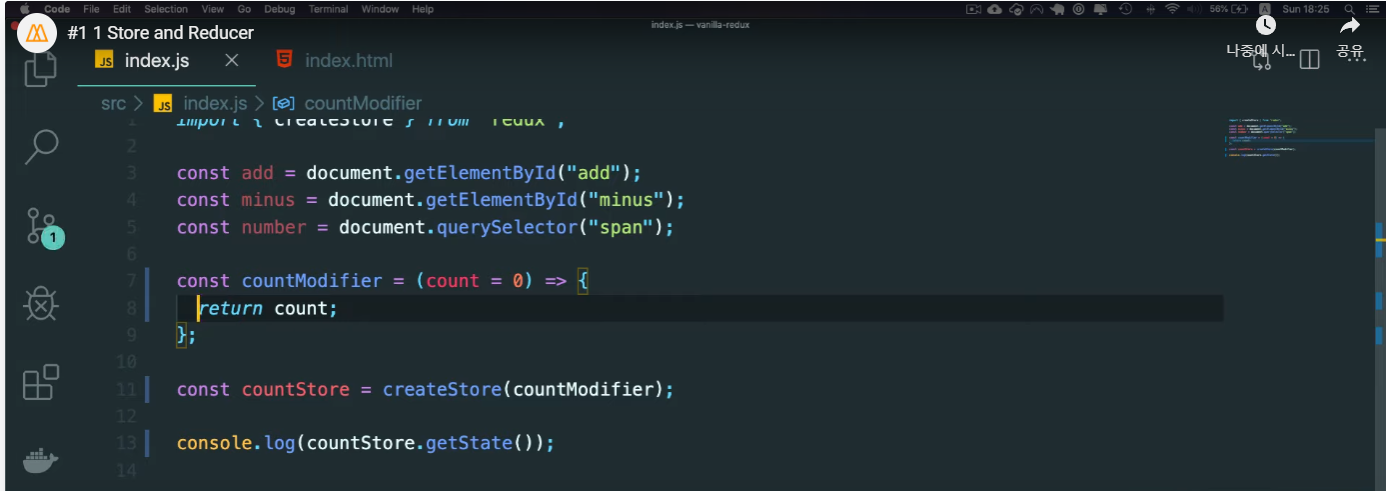 Code File Edit Selection View Go Debug Terminal Window Help 56% A Sun 18:25
index.js — vanilla-redux
#1 1 Store and Reducer
나중에 시... 공유
JS index.js × 5 index.html
src > JS index.js > countModifier
1 import { createStore } from "redux";
2
3 const add = document.getElementById("add");
4 const minus = document.getElementById("minus");
5 const number = document.querySelector("span");
6
7 const countModifier = (count = 0) => {
8 return count;
9 };
10
11 const countStore = createStore(countModifier);
12
13 console.log(countStore.getState());
14
1